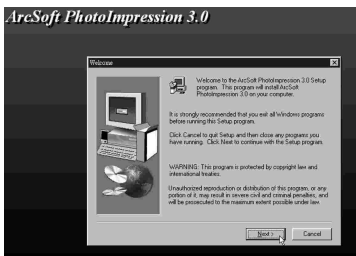 ArcSoft PhotoImpression 3.0
Welcome
Welcome to the ArcSoft PhotoImpression 3.0 Setup
program. This program will install ArcSoft
PhotoImpression 3.0 on your computer.
It is strongly recommended that you exit all Windows programs
before running this Setup program.
Click Cancel to quit Setup and then close any programs you
have running. Click Next to continue with the Setup program.
WARNING: This program is protected by copyright law and
international treaties.
Unauthorized reproduction or distribution of this program, or any
portion of it, may result in severe civil and criminal penalties, and
will be prosecuted to the maximum extent possible under law.
Next >
Cancel